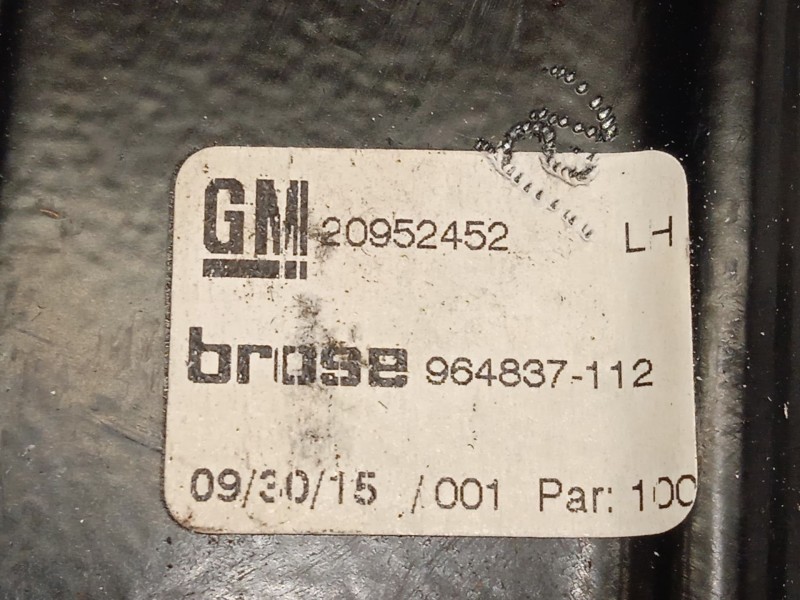 GM 20952452 LH
brose 964837-112
09/30/15 /001 Par: 100